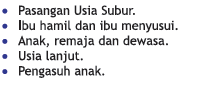 • Pasangan Usia Subur.
• Ibu hamil dan ibu menyusui.
• Anak, remaja dan dewasa.
• Usia lanjut.
• Pengasuh anak.